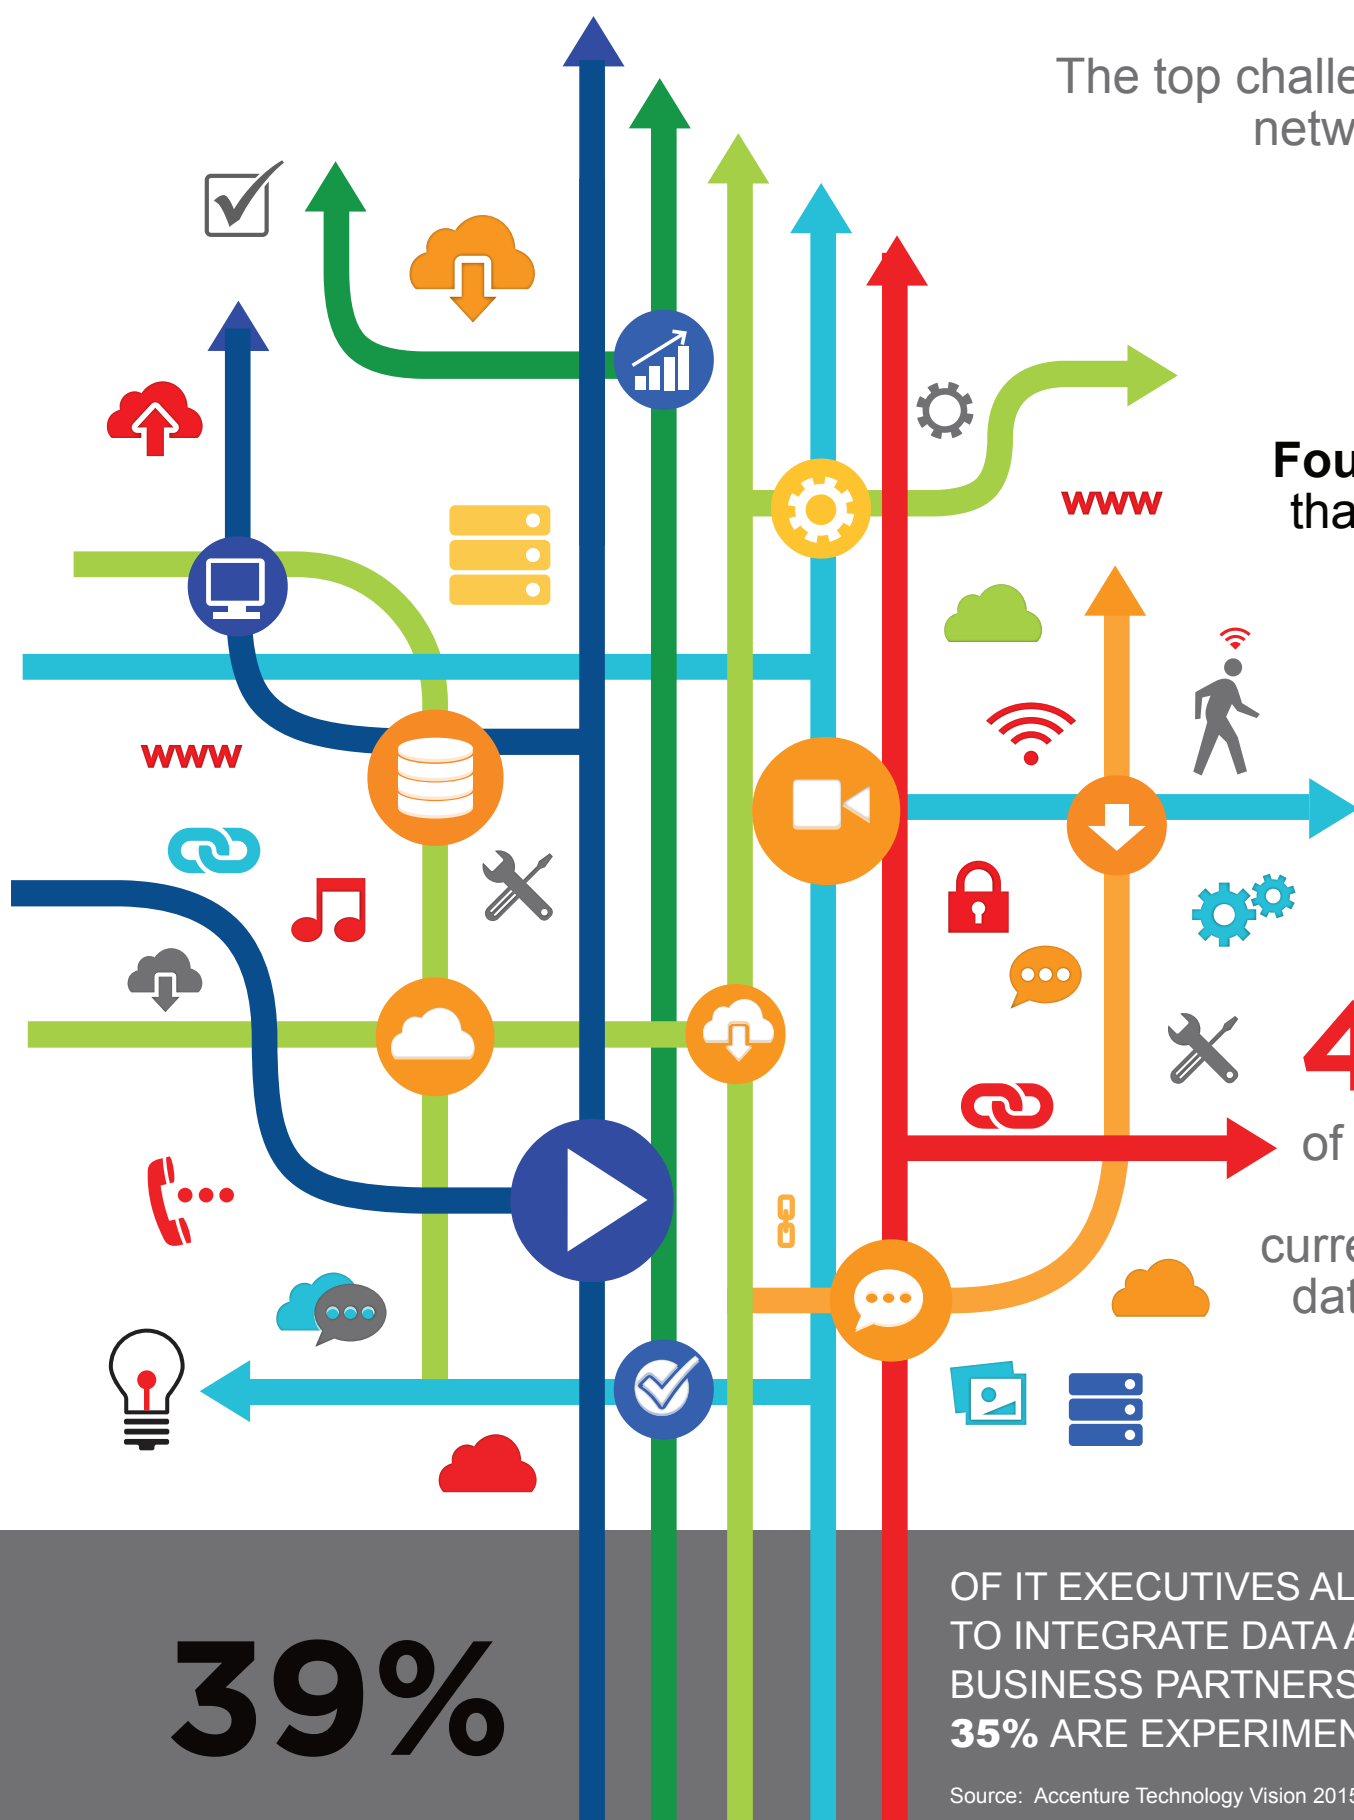 The top challe
netw
Fou
tha
www
www
4
of
curre
dat
39%
OF IT EXECUTIVES AL
TO INTEGRATE DATA A
BUSINESS PARTNERS
35% ARE EXPERIMEN
Source: Accenture Technology Vision 2015